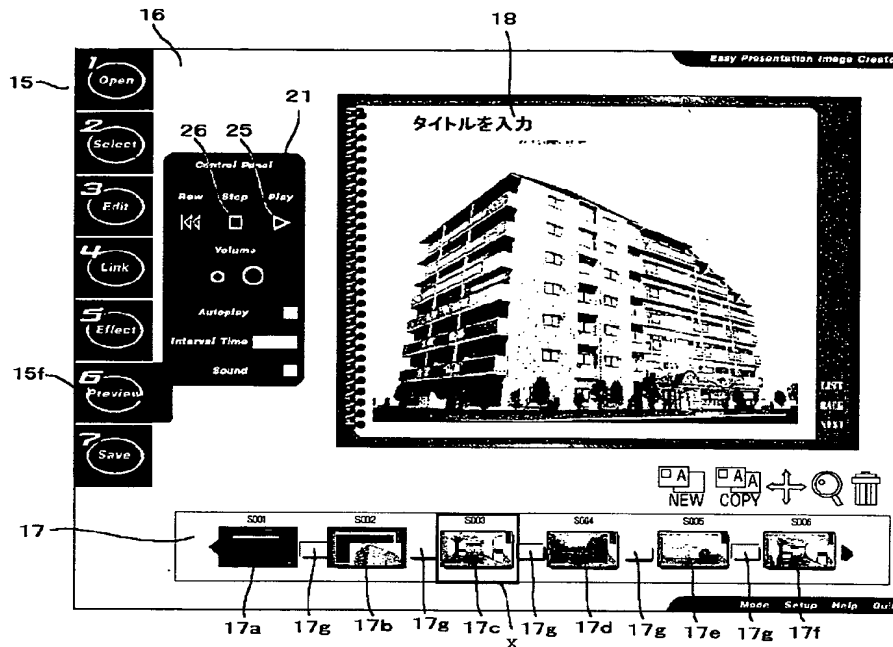 16
18
15
Easy Presentation Image Creato
1 Open
2 Select
3 Edit
4 Link
5 Effect
15f
6 Preview
7 Save
26 25 21
Control Panel
Rew Stop Play
Volume
Autoplay
Interval Time
Sound
タイトルを入力
LIST
BACK
NEXT
NEW COPY
17
S001 S002 S003 S004 S005 S006
17a 17g 17b 17g 17c 17g 17d 17g 17e 17g 17f
X
Mode Setup Help Quit